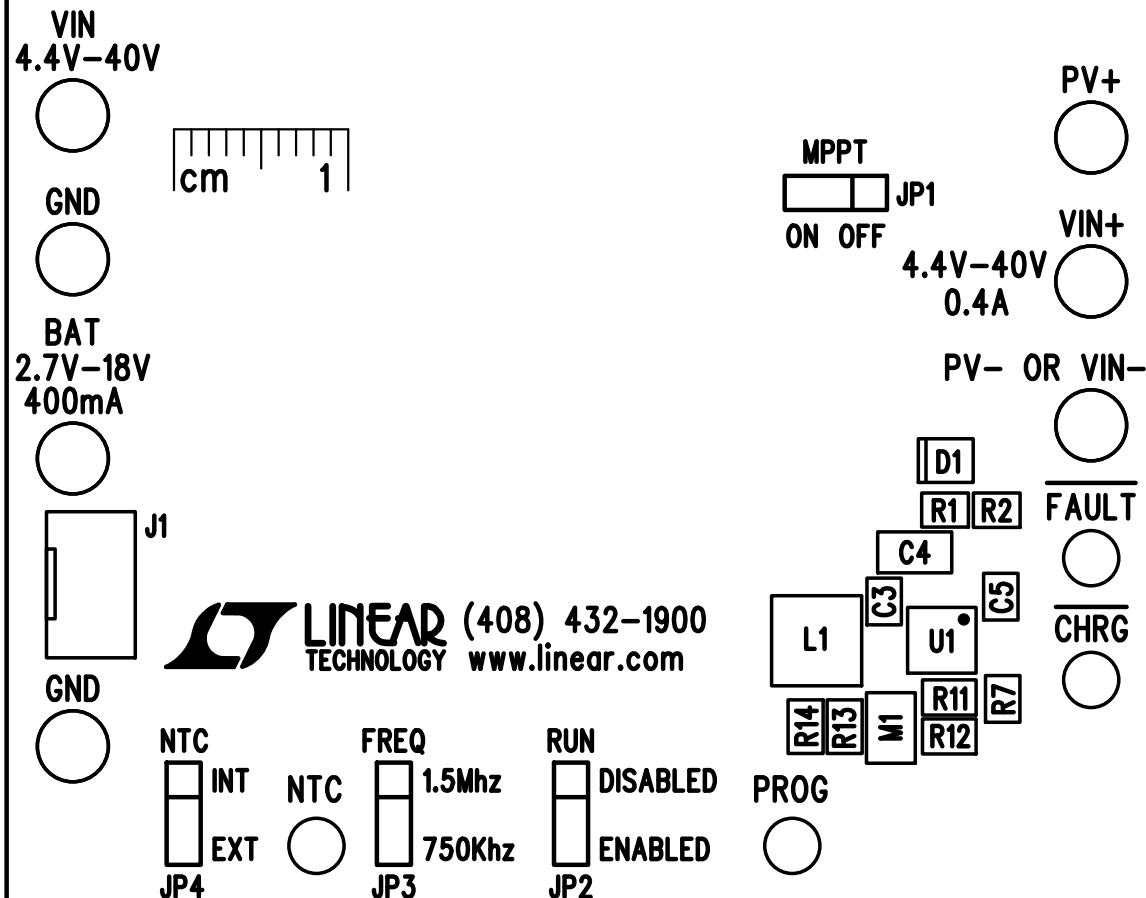 VIN
4.4V-40V
GND
BAT
2.7V-18V
400mA
J1
GND
cm 1
MPPT
JP1
ON OFF
PV+
VIN+
4.4V-40V
0.4A
PV- OR VIN-
D1
R1 R2
C4
C3
C5
L1
U1
R11
R7
R14
R13
M1
R12
FAULT
CHRG
LINEAR
TECHNOLOGY
(408) 432-1900
www.linear.com
NTC
INT
EXT
JP4
NTC
FREQ
1.5Mhz
750Khz
JP3
RUN
DISABLED
ENABLED
JP2
PROG